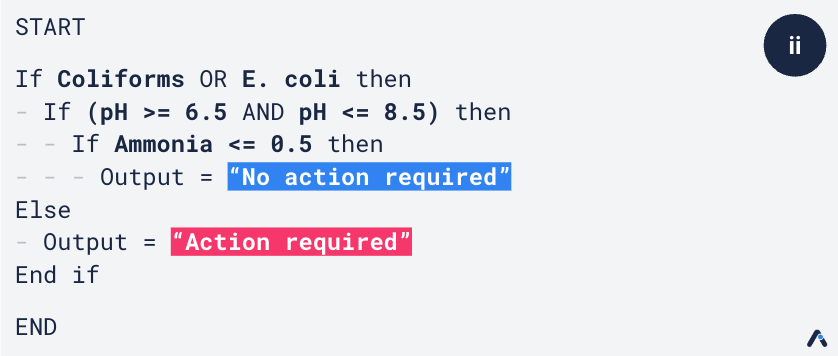 START
ii
If Coliforms OR E. coli then
- If (pH >= 6.5 AND pH <= 8.5) then
- - If Ammonia <= 0.5 then
- - - Output = “No action required”
Else
- Output = “Action required”
End if
END